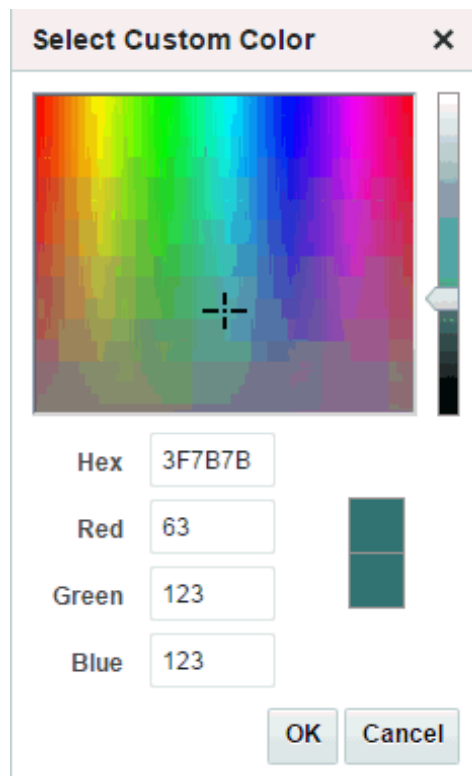 Select Custom Color ×
Hex 3F7B7B
Red 63
Green 123
Blue 123
OK Cancel